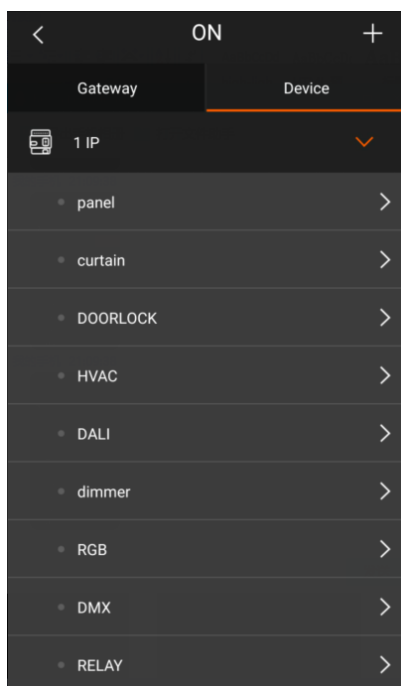 ON
Gateway Device
1 IP
panel
curtain
DOORLOCK
HVAC
DALI
dimmer
RGB
DMX
RELAY